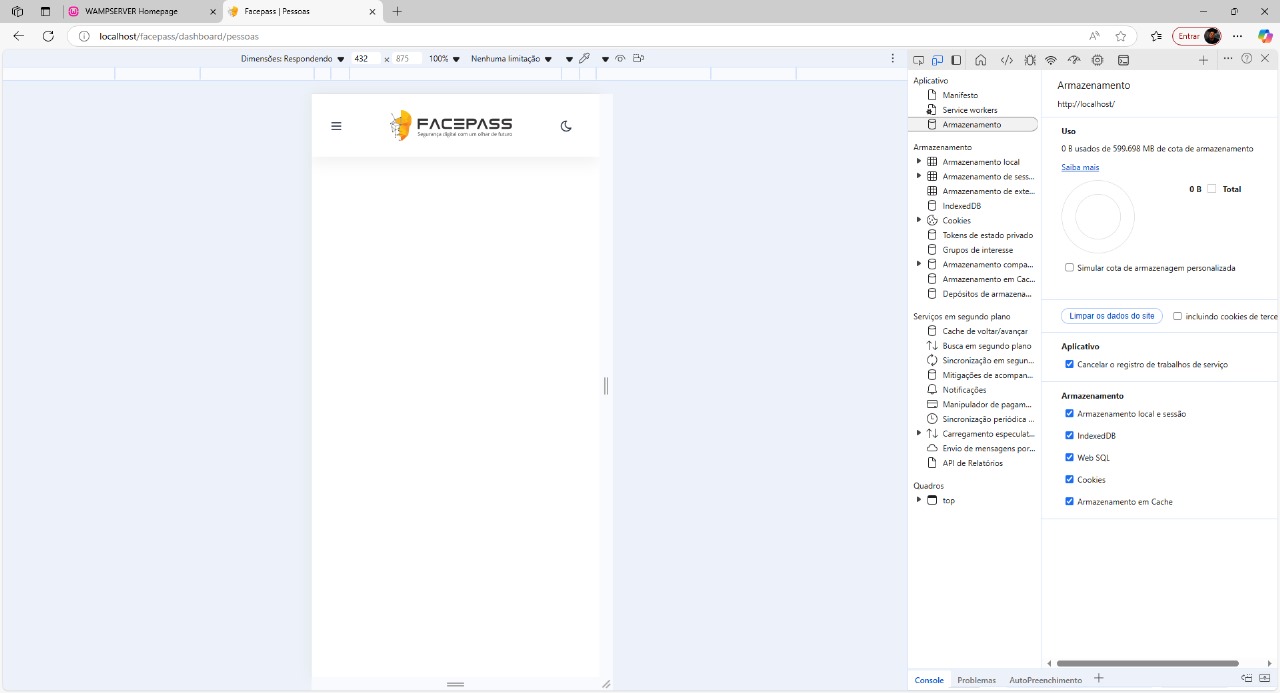 WAMPSERVER Homepage
Facepass | Pessoas
localhost/facepass/dashboard/pessoas
Entrar
Dimensões: Respondendo
432 × 875
100%
Nenhuma limitação
FACEPASS
Segurança digital com um olhar de futuro
Aplicativo
Manifesto
Service workers
Armazenamento
Armazenamento
Armazenamento local
Armazenamento de sess...
Armazenamento de exte...
IndexedDB
Cookies
Tokens de estado privado
Grupos de interesse
Armazenamento compa...
Armazenamento em Cac...
Depósitos de armazena...
Serviços em segundo plano
Cache de voltar/avançar
Busca em segundo plano
Sincronização em segun...
Mitigações de acompan...
Notificações
Manipulador de pagam...
Sincronização periódica ...
Carregamento especulat...
Envio de mensagens por...
API de Relatórios
Quadros
top
Armazenamento
http://localhost/
Uso
0 B usados de 599.698 MB de cota de armazenamento
Saiba mais
0 B Total
Simular cota de armazenagem personalizada
Limpar os dados do site
incluindo cookies de terce
Aplicativo
Cancelar o registro de trabalhos de serviço
Armazenamento
Armazenamento local e sessão
IndexedDB
Web SQL
Cookies
Armazenamento em Cache
Console
Problemas
AutoPreenchimento